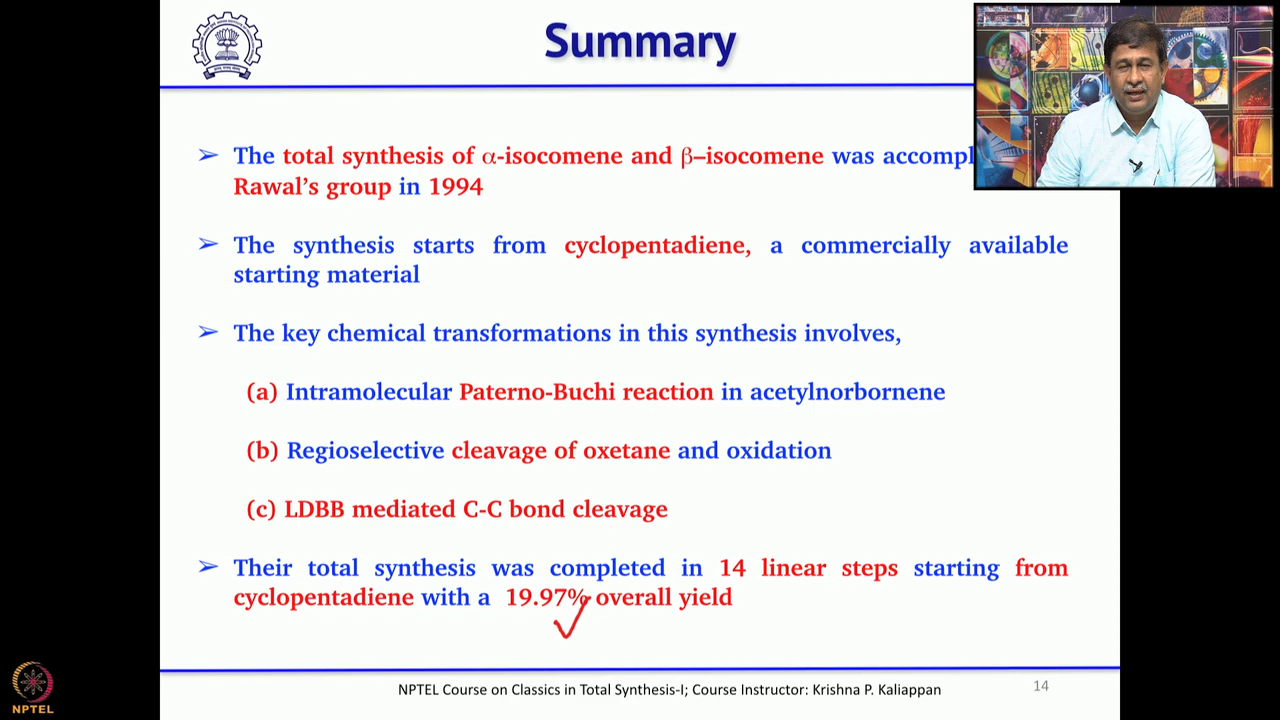 Summary
➢ The total synthesis of α-isocomene and β–isocomene was accompl
Rawal's group in 1994
➢ The synthesis starts from cyclopentadiene, a commercially available
starting material
➢ The key chemical transformations in this synthesis involves,
(a) Intramolecular Paterno-Buchi reaction in acetylnorbornene
(b) Regioselective cleavage of oxetane and oxidation
(c) LDBB mediated C-C bond cleavage
➢ Their total synthesis was completed in 14 linear steps starting from
cyclopentadiene with a 19.97% overall yield
NPTEL Course on Classics in Total Synthesis-I; Course Instructor: Krishna P. Kaliappan
14
NPTEL